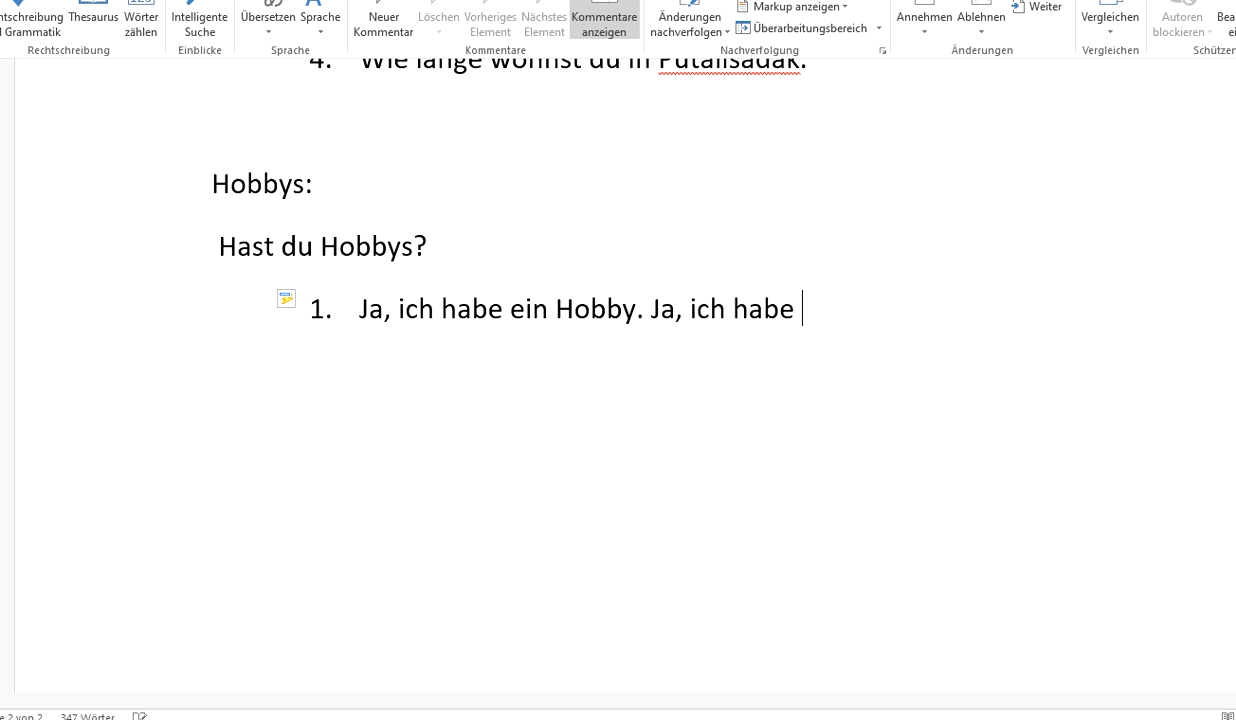 Thesaurus Wörter Intelligente Übersetzen Sprache Neuer Löschen Vorheriges Nächstes Kommentare Änderungen Markup anzeigen Annehmen Ablehnen Weiter Vergleichen Autoren
Grammatik zählen Suche Kommentar Element Element anzeigen nachverfolgen Überarbeitungsbereich blockieren
Rechtschreibung Einblicke Sprache Kommentare Nachverfolgung Änderungen Vergleichen
4. Wie lange wohnst du in Putalisadak.
Hobbys:
Hast du Hobbys?
1. Ja, ich habe ein Hobby. Ja, ich habe
2 von 2 347 Wörter